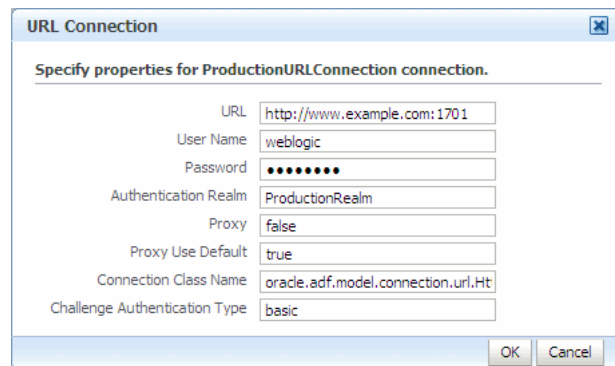 URL Connection
Specify properties for ProductionURLConnection connection.
URL http://www.example.com:1701
User Name weblogic
Password ••••••••
Authentication Realm ProductionRealm
Proxy false
Proxy Use Default true
Connection Class Name oracle.adf.model.connection.url.Ht
Challenge Authentication Type basic
OK Cancel